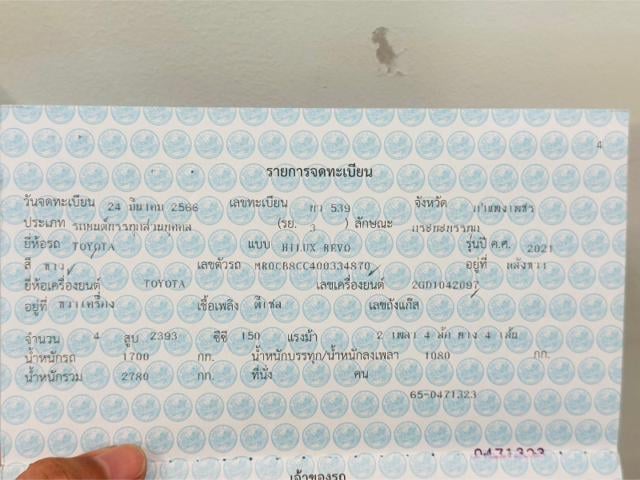 4
รายการจดทะเบียน
วันจดทะเบียน 24 มีนาคม 2566 เลขทะเบียน 539 จังหวัด กำแพงเพชร
ประเภท รถยนต์บรรทุกส่วนบุคคล (รย. 3 ) ลักษณะ กระบะบรรทุก
ยี่ห้อรถ TOYOTA แบบ HILUX REVO รุ่นปี ค.ศ. 2021
สี ขาว เลขตัวรถ MR0CB8CC400334870 อยู่ที่ หลังขวา
ยี่ห้อเครื่องยนต์ TOYOTA เลขเครื่องยนต์ 2GD1042097
อยู่ที่ ขวาเครื่อง เชื้อเพลิง ดีเซล เลขถังแก๊ส
จำนวน 4 สูบ 2393 ซีซี 150 แรงม้า 2 เพลา 4 ล้อ ยาง 4 เส้น
น้ำหนักรถ 1700 กก. น้ำหนักบรรทุก/น้ำหนักลงเพลา 1080 กก.
น้ำหนักรวม 2780 กก. ที่นั่ง คน
65-0471323
0471323
เจ้าของรถ